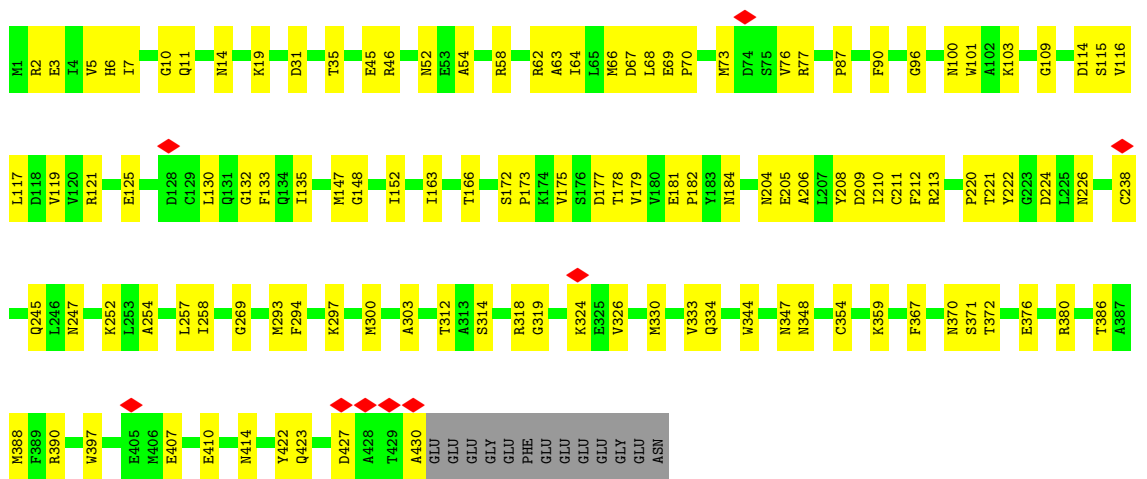 M1 R2 E3 I4 V5 H6 I7 G10 Q11 N14 K19 D31 T35 E45 R46 N52 E53 A54 R58 R62 A63 I64 L65 M66 D67 L68 E69 P70 M73 D74 S75 V76 R77 P87 F90 G96 N100 W101 A102 K103 G109 D114 S115 V116
L117 D118 V119 V120 R121 E125 D128 C129 L130 Q131 G132 F133 Q134 I135 M147 G148 I152 I163 T166 S172 P173 K174 V175 S176 D177 T178 V179 V180 E181 P182 Y183 N184 N204 E205 A206 L207 Y208 D209 I210 C211 F212 R213 P220 T221 Y222 G223 D224 L225 N226 C238
Q245 L246 N247 K252 L253 A254 L257 I258 G269 M293 F294 K297 M300 A303 T312 A313 S314 R318 G319 K324 E325 V326 M330 V333 Q334 W344 N347 N348 C354 K359 F367 N370 S371 T372 E376 R380 T386 A387
M388 F389 R390 W397 E405 M406 E407 E410 N414 Y422 Q423 D427 A428 T429 A430 GLU GLU GLU GLY GLU PHE GLU GLU GLU GLU GLY GLU ASN